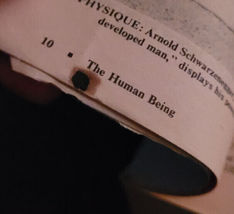 PHYSIQUE: Arnold Schwarzenegger
developed man," displays his
10 ▪ The Human Being